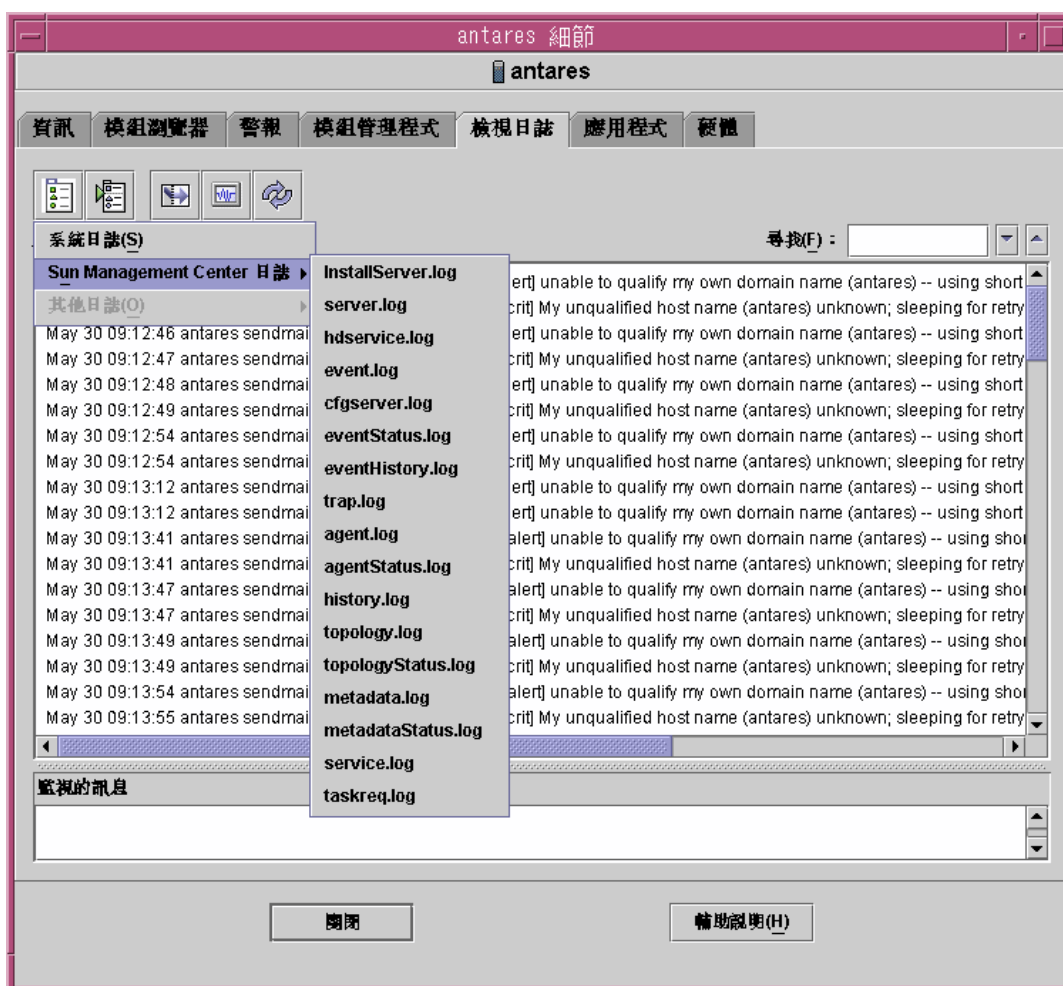 antares 細節
antares
資訊 模組瀏覽器 警報 模組管理程式 檢視日誌 應用程式 硬體
尋找(F)：
系統日誌(S)
Sun Management Center 日誌
其他日誌(O)
InstallServer.log
server.log
hdservice.log
event.log
cfgserver.log
eventStatus.log
eventHistory.log
trap.log
agent.log
agentStatus.log
history.log
topology.log
topologyStatus.log
metadata.log
metadataStatus.log
service.log
taskreq.log
ert] unable to qualify my own domain name (antares) -- using short
crit] My unqualified host name (antares) unknown; sleeping for retry
May 30 09:12:46 antares sendmai ert] unable to qualify my own domain name (antares) -- using short
May 30 09:12:47 antares sendmai crit] My unqualified host name (antares) unknown; sleeping for retry
May 30 09:12:48 antares sendmai ert] unable to qualify my own domain name (antares) -- using short
May 30 09:12:49 antares sendmai crit] My unqualified host name (antares) unknown; sleeping for retry
May 30 09:12:54 antares sendmai ert] unable to qualify my own domain name (antares) -- using short
May 30 09:12:54 antares sendmai crit] My unqualified host name (antares) unknown; sleeping for retry
May 30 09:13:12 antares sendmai ert] unable to qualify my own domain name (antares) -- using short
May 30 09:13:12 antares sendmai ert] unable to qualify my own domain name (antares) -- using short
May 30 09:13:41 antares sendmai alert] unable to qualify my own domain name (antares) -- using shor
May 30 09:13:41 antares sendmai crit] My unqualified host name (antares) unknown; sleeping for retry
May 30 09:13:47 antares sendmai alert] unable to qualify my own domain name (antares) -- using shor
May 30 09:13:47 antares sendmai crit] My unqualified host name (antares) unknown; sleeping for retry
May 30 09:13:49 antares sendmai alert] unable to qualify my own domain name (antares) -- using shor
May 30 09:13:49 antares sendmai crit] My unqualified host name (antares) unknown; sleeping for retry
May 30 09:13:54 antares sendmai alert] unable to qualify my own domain name (antares) -- using shor
May 30 09:13:55 antares sendmai crit] My unqualified host name (antares) unknown; sleeping for retry
監視的訊息
關閉 輔助說明(H)